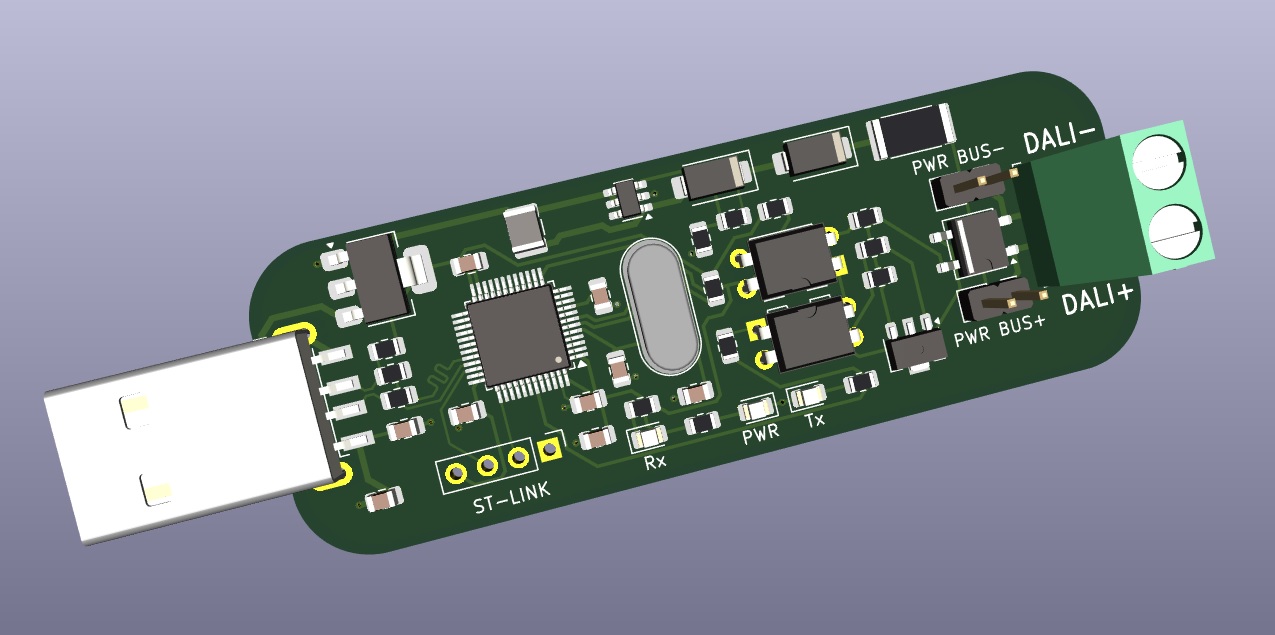 DALI-
PWR BUS-
DALI+
PWR BUS+
Tx
PWR
Rx
ST-LINK